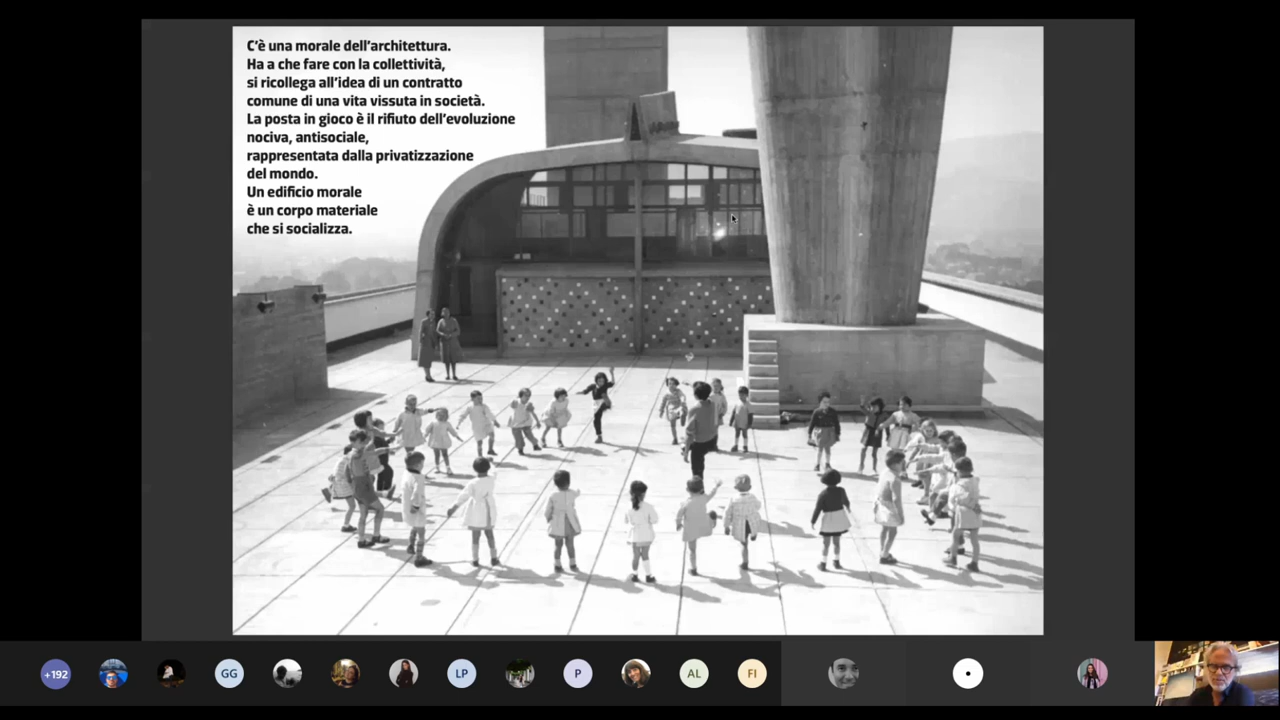 C'è una morale dell'architettura.
Ha a che fare con la collettività,
si ricollega all'idea di un contratto
comune di una vita vissuta in società.
La posta in gioco è il rifiuto dell'evoluzione
nociva, antisociale,
rappresentata dalla privatizzazione
del mondo.
Un edificio morale
è un corpo materiale
che si socializza.
+192
GG
LP
P
AL
FI